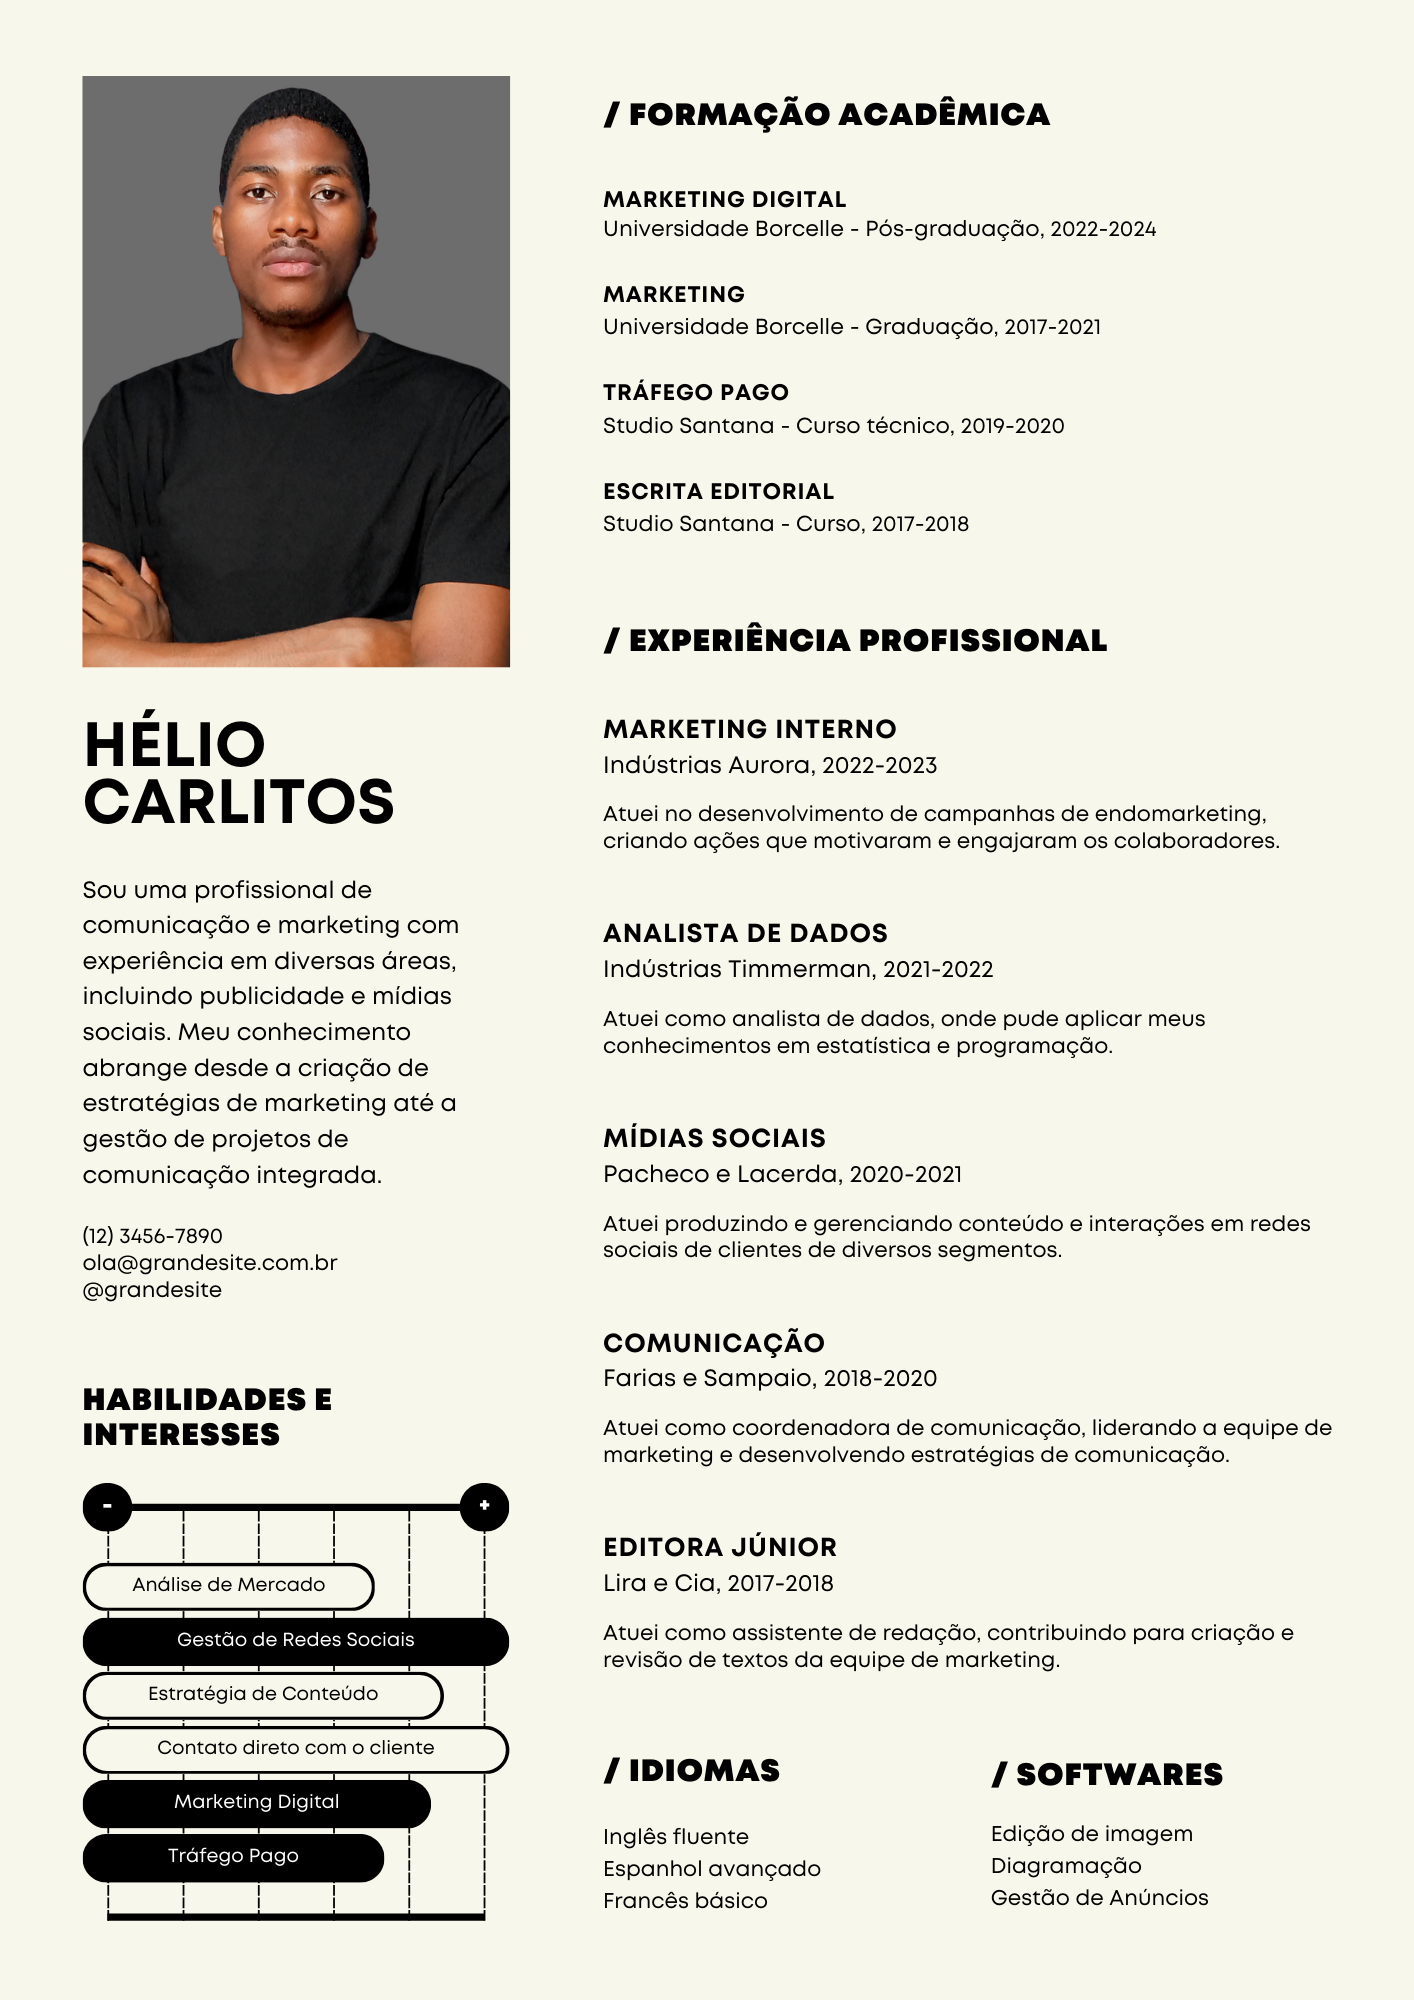 HÉLIO
CARLITOS
Sou uma profissional de
comunicação e marketing com
experiência em diversas áreas,
incluindo publicidade e mídias
sociais. Meu conhecimento
abrange desde a criação de
estratégias de marketing até a
gestão de projetos de
comunicação integrada.
(12) 3456-7890
ola@grandesite.com.br
@grandesite
HABILIDADES E
INTERESSES
- +
Análise de Mercado
Gestão de Redes Sociais
Estratégia de Conteúdo
Contato direto com o cliente
Marketing Digital
Tráfego Pago
/ FORMAÇÃO ACADÊMICA
MARKETING DIGITAL
Universidade Borcelle - Pós-graduação, 2022-2024
MARKETING
Universidade Borcelle - Graduação, 2017-2021
TRÁFEGO PAGO
Studio Santana - Curso técnico, 2019-2020
ESCRITA EDITORIAL
Studio Santana - Curso, 2017-2018
/ EXPERIÊNCIA PROFISSIONAL
MARKETING INTERNO
Indústrias Aurora, 2022-2023
Atuei no desenvolvimento de campanhas de endomarketing,
criando ações que motivaram e engajaram os colaboradores.
ANALISTA DE DADOS
Indústrias Timmerman, 2021-2022
Atuei como analista de dados, onde pude aplicar meus
conhecimentos em estatística e programação.
MÍDIAS SOCIAIS
Pacheco e Lacerda, 2020-2021
Atuei produzindo e gerenciando conteúdo e interações em redes
sociais de clientes de diversos segmentos.
COMUNICAÇÃO
Farias e Sampaio, 2018-2020
Atuei como coordenadora de comunicação, liderando a equipe de
marketing e desenvolvendo estratégias de comunicação.
EDITORA JÚNIOR
Lira e Cia, 2017-2018
Atuei como assistente de redação, contribuindo para criação e
revisão de textos da equipe de marketing.
/ IDIOMAS
Inglês fluente
Espanhol avançado
Francês básico
/ SOFTWARES
Edição de imagem
Diagramação
Gestão de Anúncios